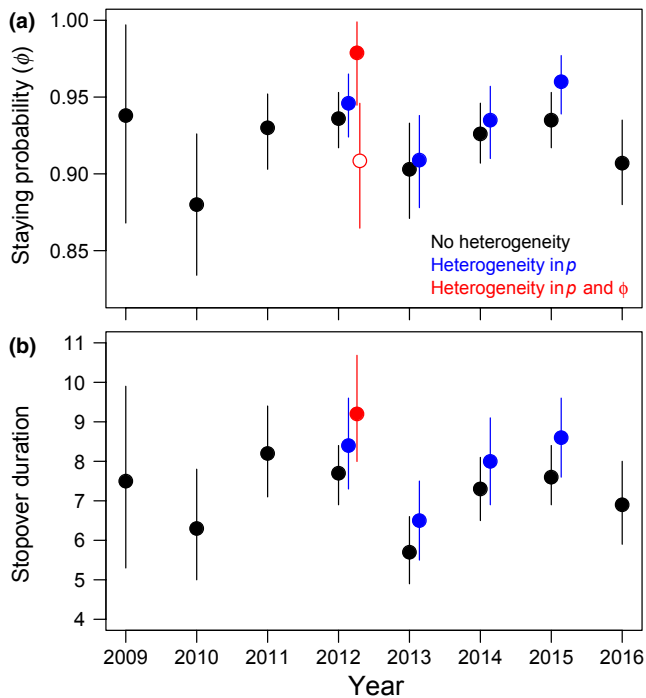 (a)
Staying probability (ϕ)
1.00
0.95
0.90
0.85
No heterogeneity
Heterogeneity in p
Heterogeneity in p and ϕ
(b)
Stopover duration
11
10
9
8
7
6
5
4
2009 2010 2011 2012 2013 2014 2015 2016
Year